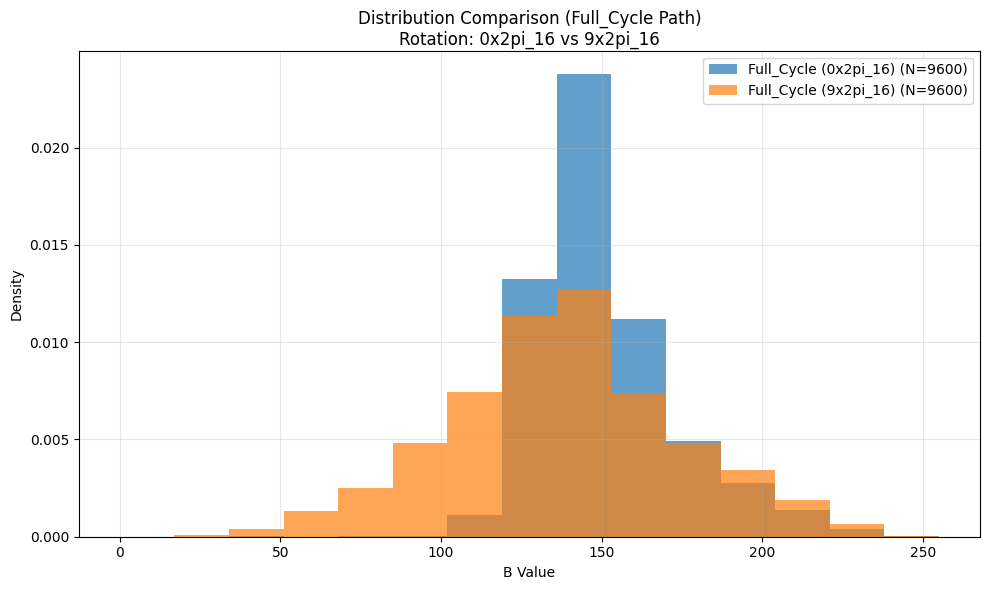 Distribution Comparison (Full_Cycle Path)
Rotation: 0x2pi_16 vs 9x2pi_16
Full_Cycle (0x2pi_16) (N=9600)
Full_Cycle (9x2pi_16) (N=9600)
Density
0.020
0.015
0.010
0.005
0.000
0 50 100 150 200 250
B Value